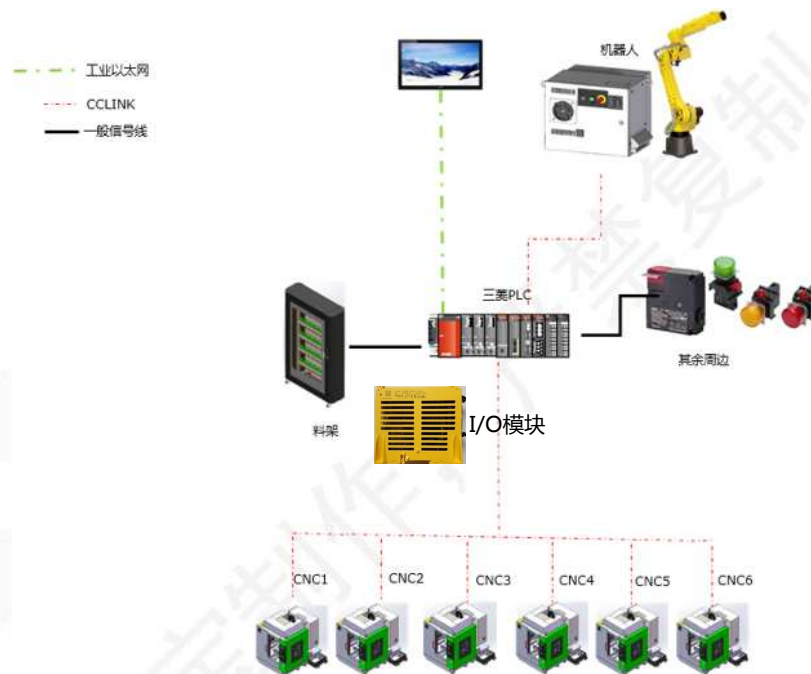 机器人
工业以太网
CCLINK
一般信号线
三菱PLC
其余周边
料架
I/O模块
CNC1
CNC2
CNC3
CNC4
CNC5
CNC6